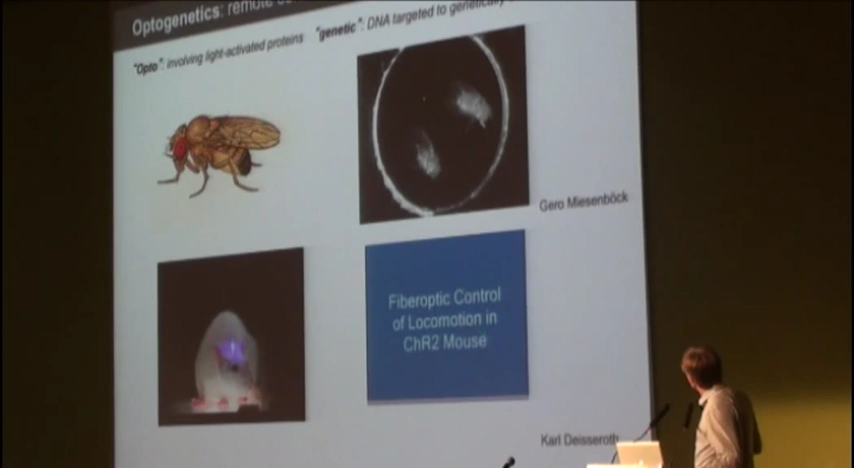 Optogenetics: remote
"Opto": involving light-activated proteins "genetic": DNA targeted to genetically
Gero Miesenböck
Fiberoptic Control
of Locomotion in
ChR2 Mouse
Karl Deisseroth